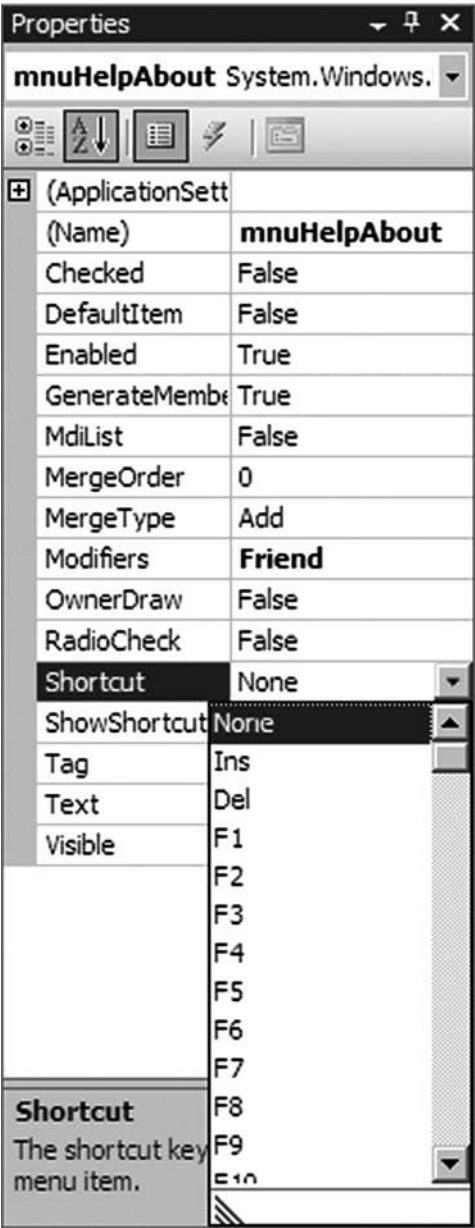 Properties
mnuHelpAbout System.Windows.
(ApplicationSett
(Name) mnuHelpAbout
Checked False
DefaultItem False
Enabled True
GenerateMembe True
MdiList False
MergeOrder 0
MergeType Add
Modifiers Friend
OwnerDraw False
RadioCheck False
Shortcut None
ShowShortcut None
Tag Ins
Text Del
Visible F1
F2
F3
F4
F5
F6
F7
Shortcut F8
The shortcut key F9
menu item. F10